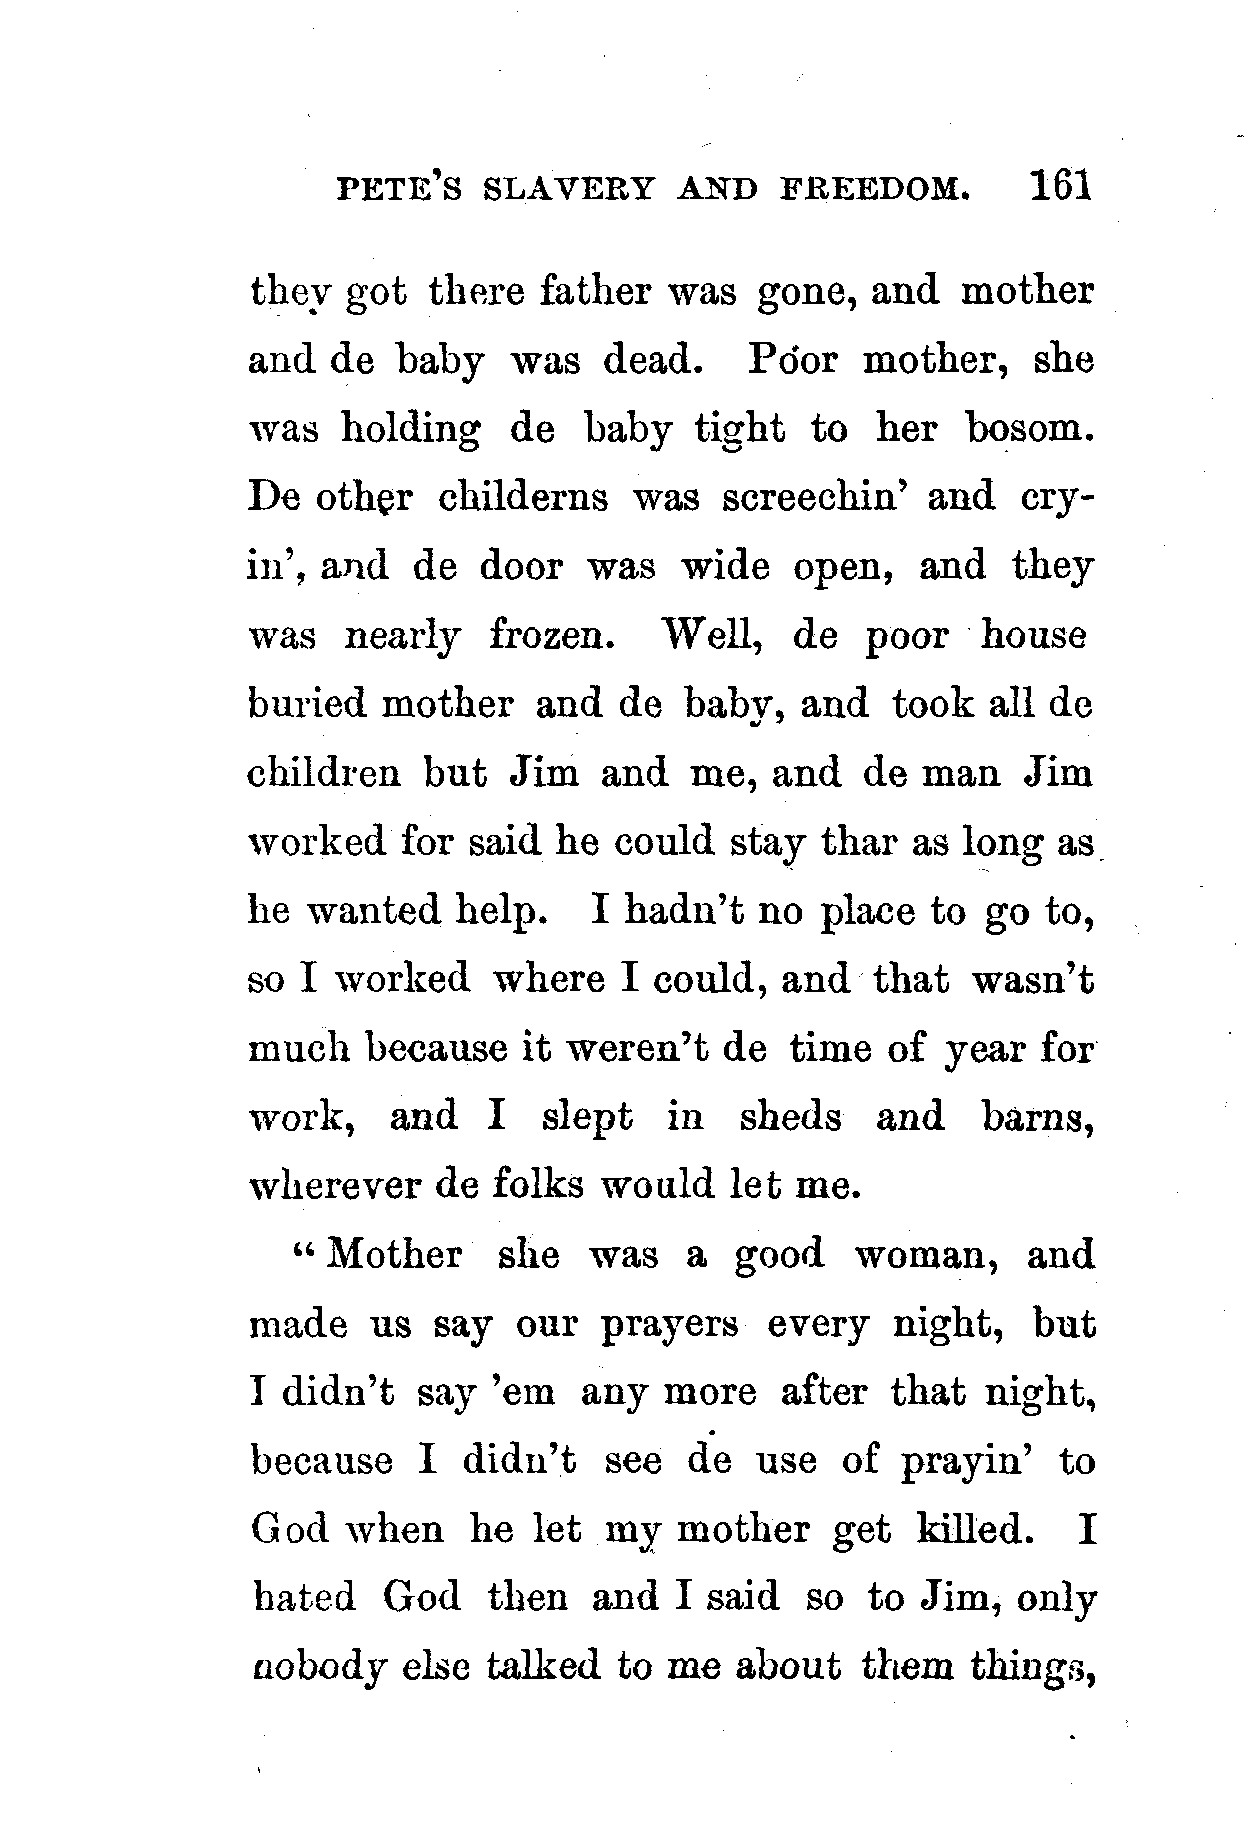 PETE'S SLAVERY AND FREEDOM. 161
they got there father was gone, and mother
and de baby was dead. Poor mother, she
was holding de baby tight to her bosom.
De other childerns was screechin' and cry-
in', and de door was wide open, and they
was nearly frozen. Well, de poor house
buried mother and de baby, and took all de
children but Jim and me, and de man Jim
worked for said he could stay thar as long as
he wanted help. I hadn't no place to go to,
so I worked where I could, and that wasn't
much because it weren't de time of year for
work, and I slept in sheds and barns,
wherever de folks would let me.
"Mother she was a good woman, and
made us say our prayers every night, but
I didn't say 'em any more after that night,
because I didn't see de use of prayin' to
God when he let my mother get killed. I
hated God then and I said so to Jim, only
nobody else talked to me about them things,